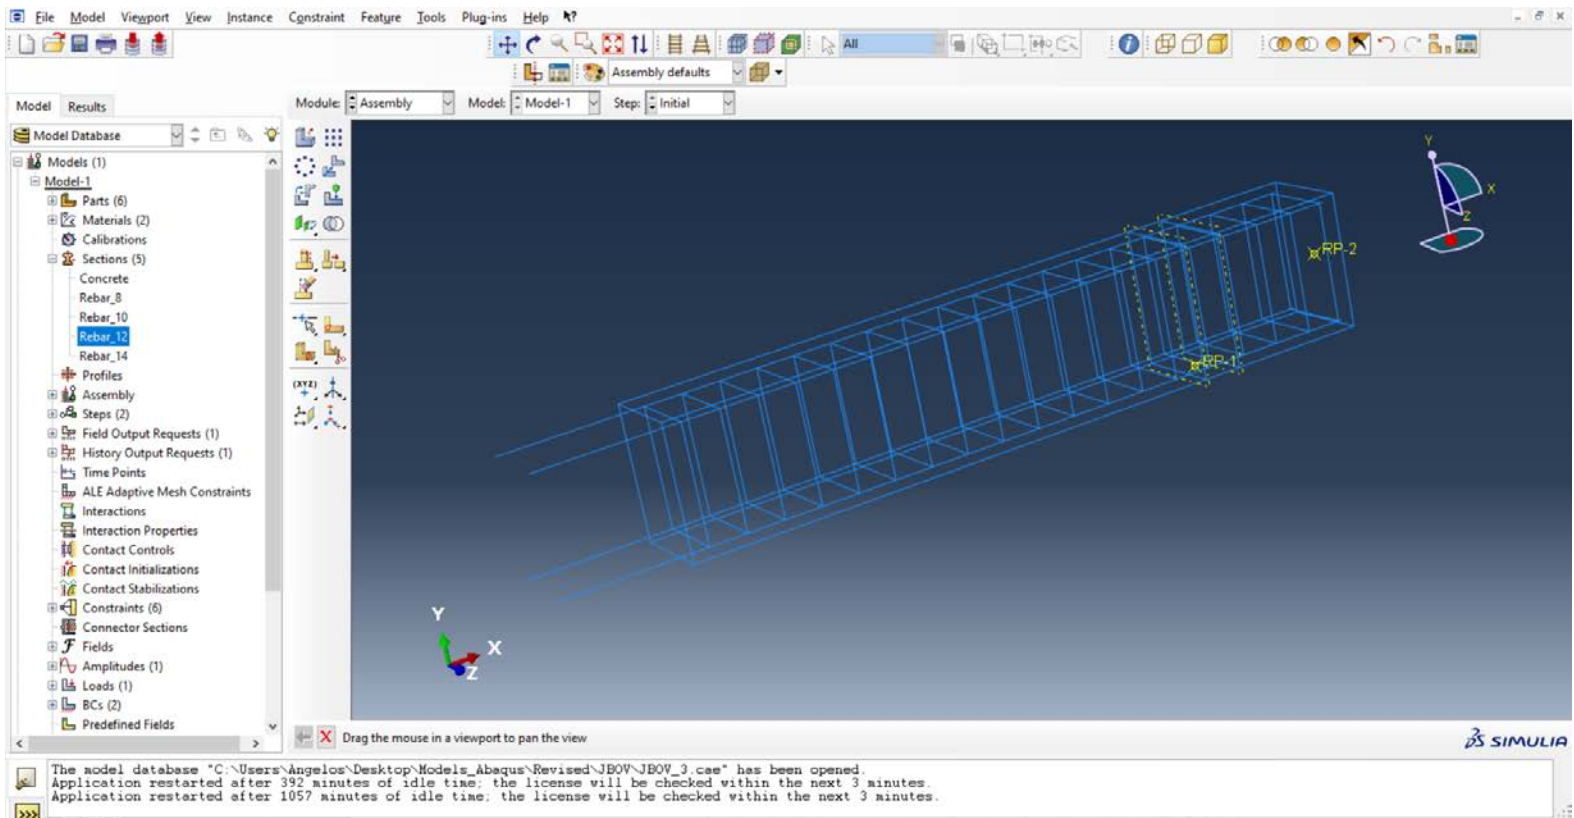 File Model Viewport View Instance Constraint Feature Tools Plug-ins Help
All
Assembly defaults
Model Results
Module: Assembly Model: Model-1 Step: Initial
Model Database
Models (1)
Model-1
Parts (6)
Materials (2)
Calibrations
Sections (5)
Concrete
Rebar_8
Rebar_10
Rebar_12
Rebar_14
Profiles
Assembly
Steps (2)
Field Output Requests (1)
History Output Requests (1)
Time Points
ALE Adaptive Mesh Constraints
Interactions
Interaction Properties
Contact Controls
Contact Initializations
Contact Stabilizations
Constraints (6)
Connector Sections
Fields
Amplitudes (1)
Loads (1)
BCs (2)
Predefined Fields
(XYZ)
Y
X
Z
RP-2
RP-1
Y
X
Z
Drag the mouse in a viewport to pan the view
SIMULIA
The model database "C:\Users\Angelos\Desktop\Models_Abaqus\Revised\JBOV\JBOV_3.cae" has been opened.
Application restarted after 392 minutes of idle time; the license will be checked within the next 3 minutes.
Application restarted after 1057 minutes of idle time; the license will be checked within the next 3 minutes.
>>>